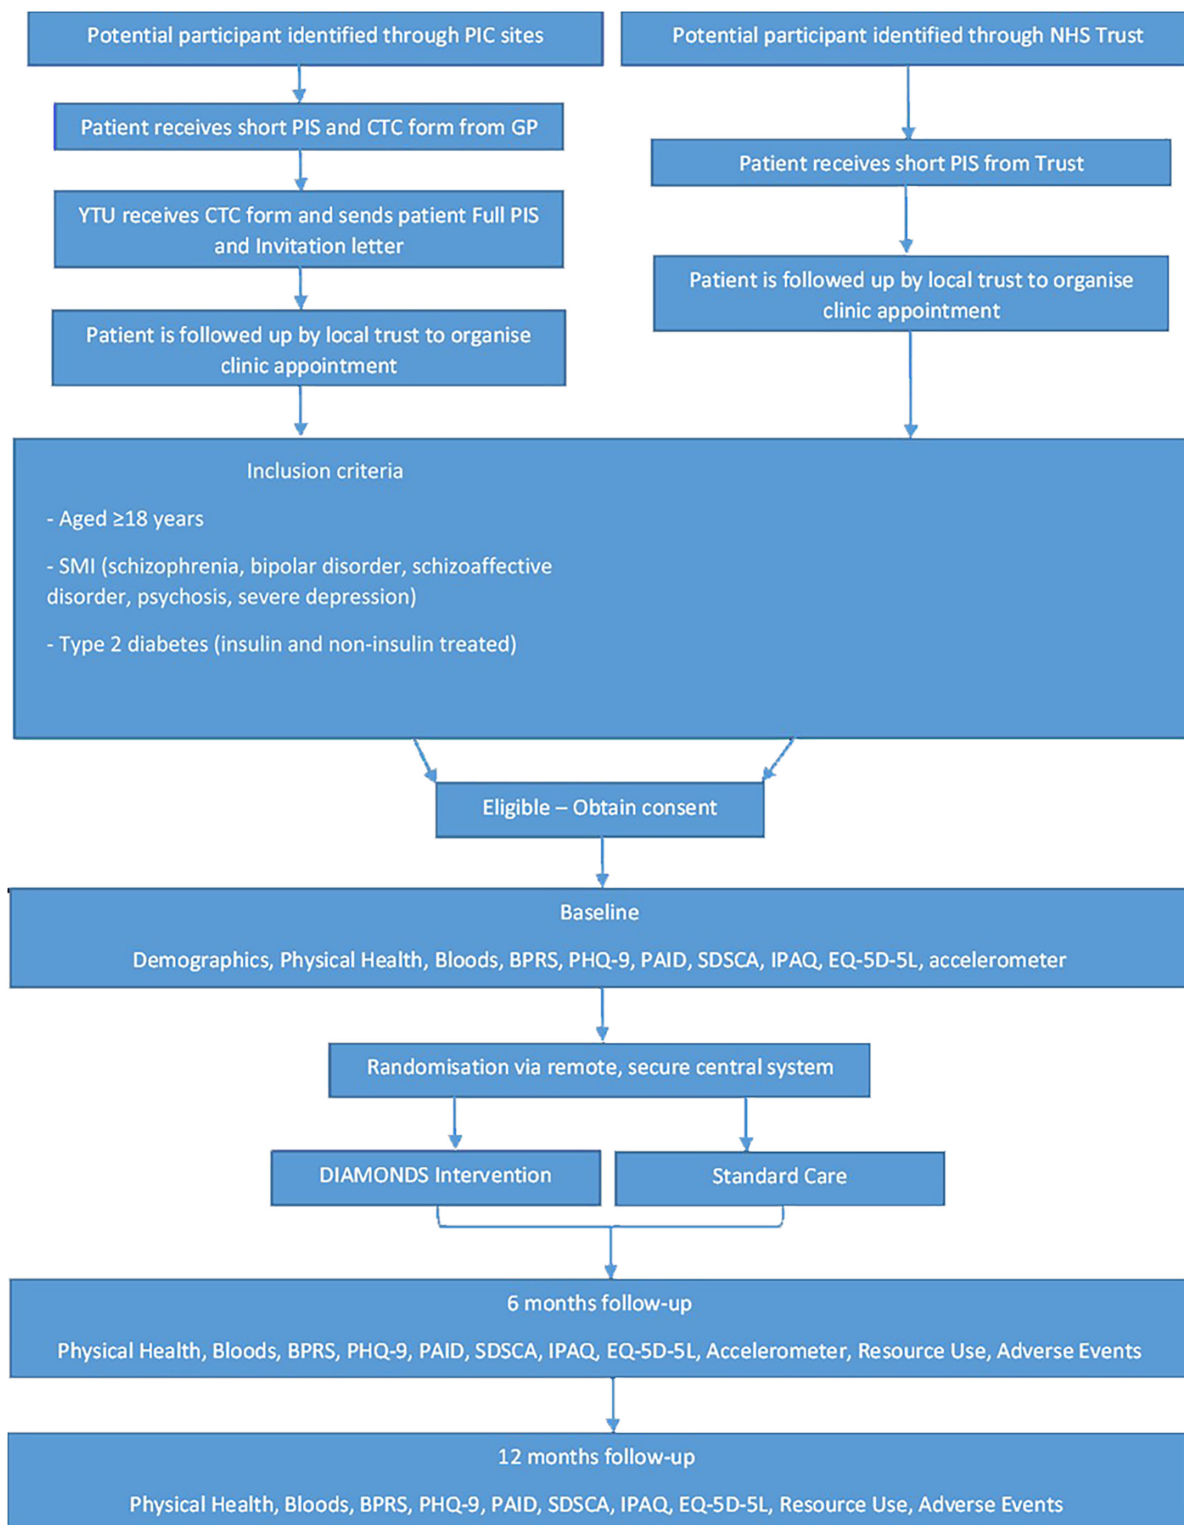 Potential participant identified through PIC sites
Potential participant identified through NHS Trust
Patient receives short PIS and CTC form from GP
Patient receives short PIS from Trust
YTU receives CTC form and sends patient Full PIS
and Invitation letter
Patient is followed up by local trust to organise
clinic appointment
Patient is followed up by local trust to organise
clinic appointment
Inclusion criteria
- Aged ≥18 years
- SMI (schizophrenia, bipolar disorder, schizoaffective
disorder, psychosis, severe depression)
- Type 2 diabetes (insulin and non-insulin treated)
Eligible – Obtain consent
Baseline
Demographics, Physical Health, Bloods, BPRS, PHQ-9, PAID, SDSCA, IPAQ, EQ-5D-5L, accelerometer
Randomisation via remote, secure central system
DIAMONDS Intervention
Standard Care
6 months follow-up
Physical Health, Bloods, BPRS, PHQ-9, PAID, SDSCA, IPAQ, EQ-5D-5L, Accelerometer, Resource Use, Adverse Events
12 months follow-up
Physical Health, Bloods, BPRS, PHQ-9, PAID, SDSCA, IPAQ, EQ-5D-5L, Resource Use, Adverse Events